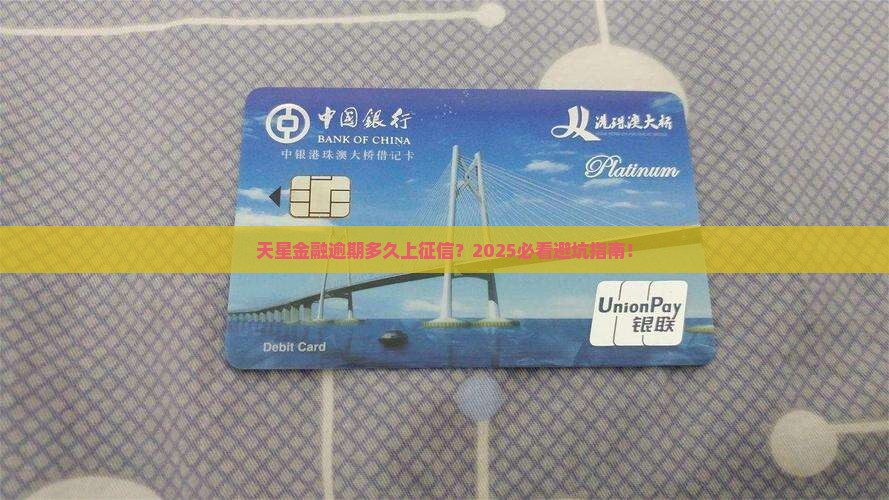 中国银行
BANK OF CHINA
中银港珠澳大桥借记卡
港珠澳大桥
Platinum
天星金融逾期多久上征信？2025必看避坑指南！
UnionPay
银联
Debit Card